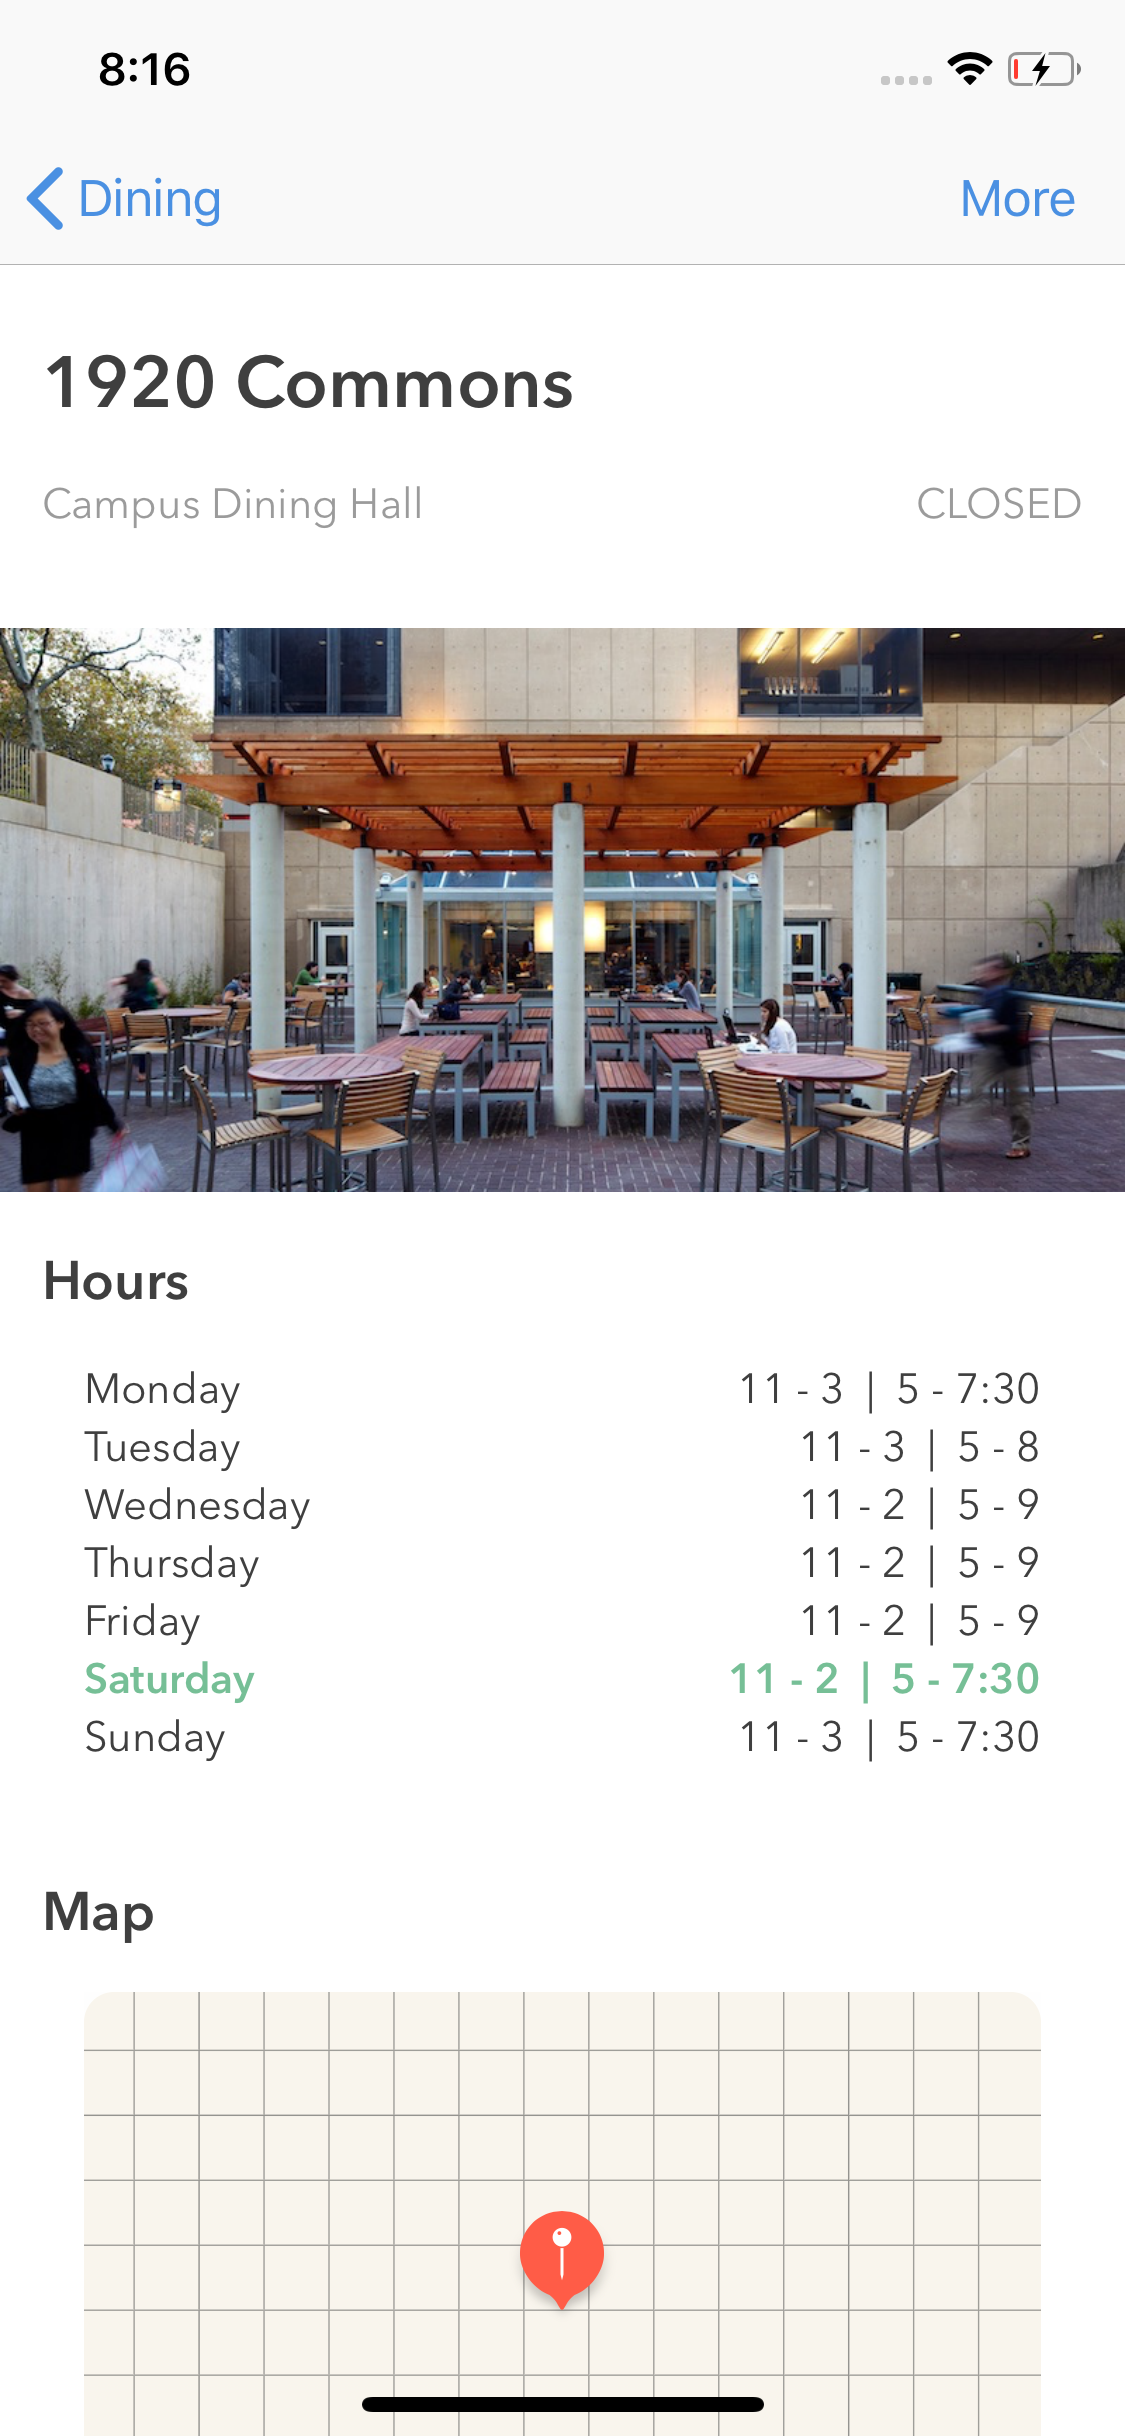 8:16
Dining More
1920 Commons
Campus Dining Hall CLOSED
Hours
Monday 11 - 3 | 5 - 7:30
Tuesday 11 - 3 | 5 - 8
Wednesday 11 - 2 | 5 - 9
Thursday 11 - 2 | 5 - 9
Friday 11 - 2 | 5 - 9
Saturday 11 - 2 | 5 - 7:30
Sunday 11 - 3 | 5 - 7:30
Map